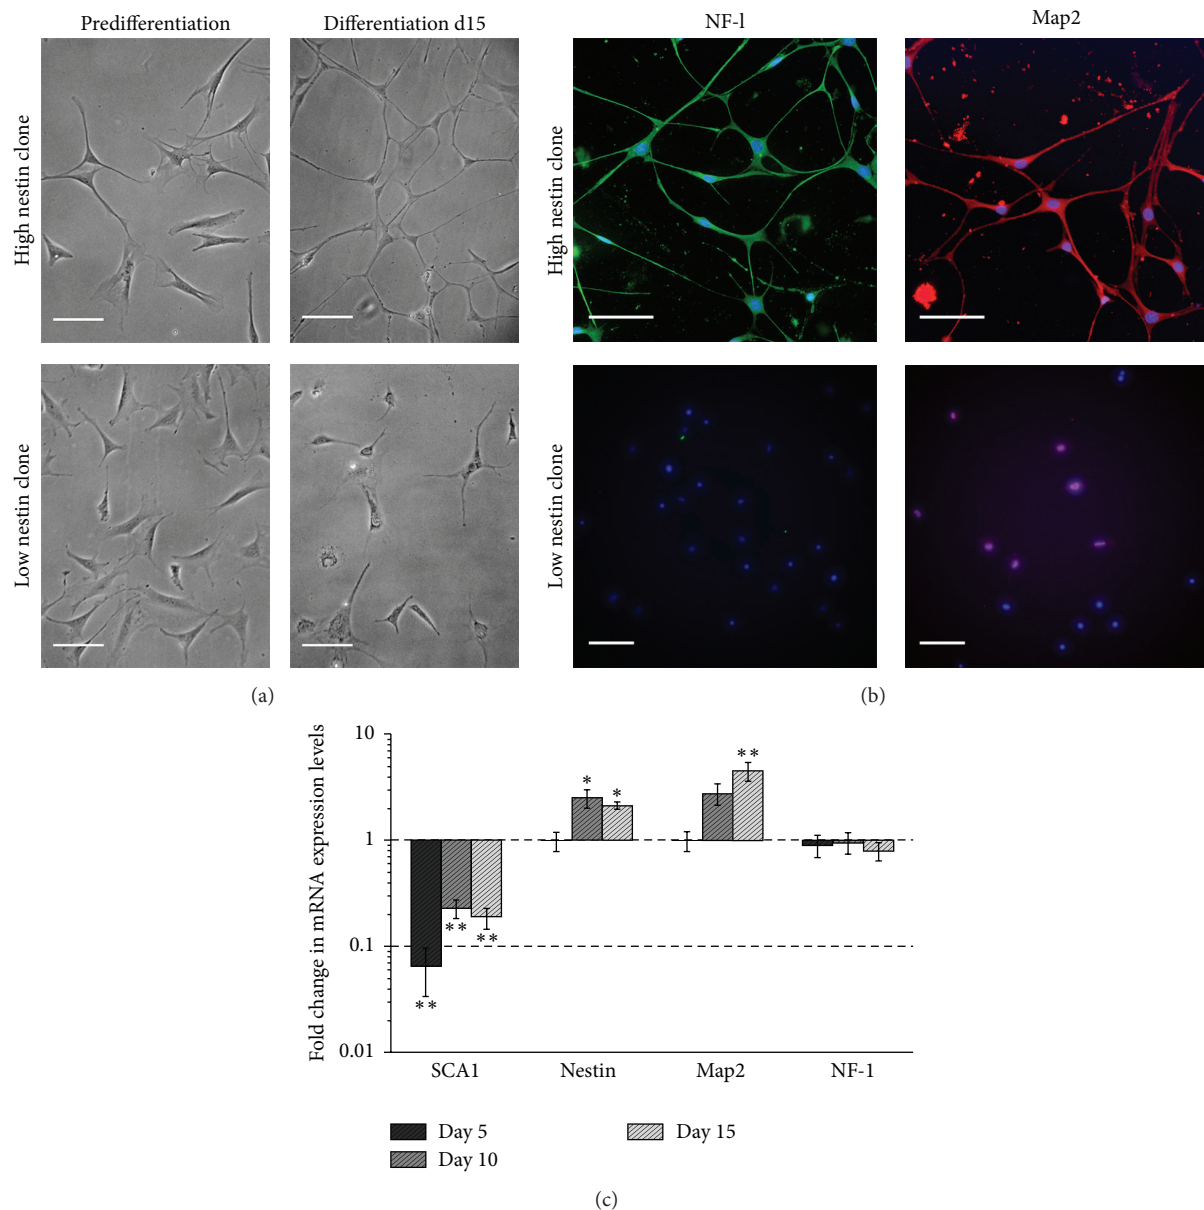 Predifferentiation
Differentiation d15
NF-l
Map2
High nestin clone
High nestin clone
Low nestin clone
Low nestin clone
(a)
(b)
Fold change in mRNA expression levels
10
1
0.1
0.01
**
**
**
*
*
**
SCA1
Nestin
Map2
NF-1
Day 5
Day 10
Day 15
(c)